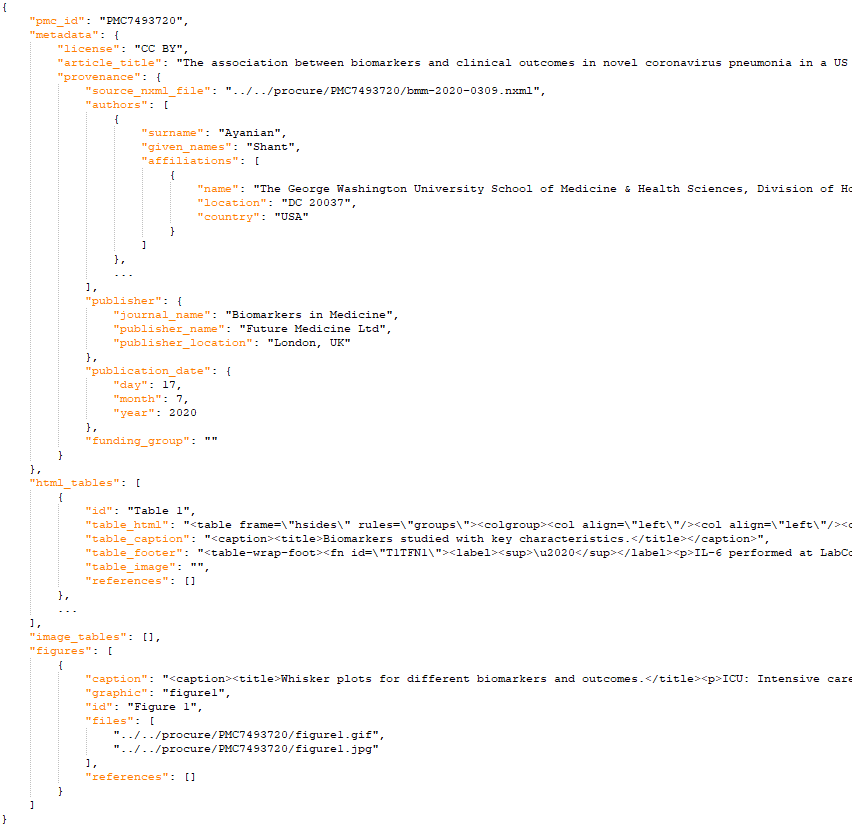 {
"pmc_id": "PMC7493720",
"metadata": {
"license": "CC BY",
"article_title": "The association between biomarkers and clinical outcomes in novel coronavirus pneumonia in a US
"provenance": {
"source_nxml_file": "../../procure/PMC7493720/bmm-2020-0309.nxml",
"authors": [
{
"surname": "Ayanian",
"given_names": "Shant",
"affiliations": [
{
"name": "The George Washington University School of Medicine & Health Sciences, Division of Ho
"location": "DC 20037",
"country": "USA"
}
]
},
...
],
"publisher": {
"journal_name": "Biomarkers in Medicine",
"publisher_name": "Future Medicine Ltd",
"publisher_location": "London, UK"
},
"publication_date": {
"day": 17,
"month": 7,
"year": 2020
},
"funding_group": ""
}
},
"html_tables": [
{
"id": "Table 1",
"table_html": "<table frame=\"hsides\" rules=\"groups\"><colgroup><col align=\"left\"/><col align=\"left\"/><c
"table_caption": "<caption><title>Biomarkers studied with key characteristics.</title></caption>",
"table_footer": "<table-wrap-foot><fn id=\"T1TFN1\"><label><sup>\u2020</sup></label><p>IL-6 performed at LabCo
"table_image": "",
"references": []
},
...
],
"image_tables": [],
"figures": [
{
"caption": "<caption><title>Whisker plots for different biomarkers and outcomes.</title><p>ICU: Intensive care
"graphic": "figure1",
"id": "Figure 1",
"files": [
"../../procure/PMC7493720/figure1.gif",
"../../procure/PMC7493720/figure1.jpg"
],
"references": []
}
]
}